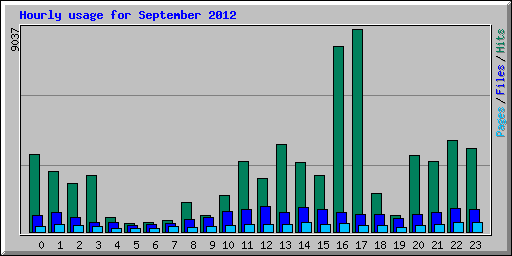 Hourly usage for September 2012
9037
Pages / Files / Hits
0 1 2 3 4 5 6 7 8 9 10 11 12 13 14 15 16 17 18 19 20 21 22 23